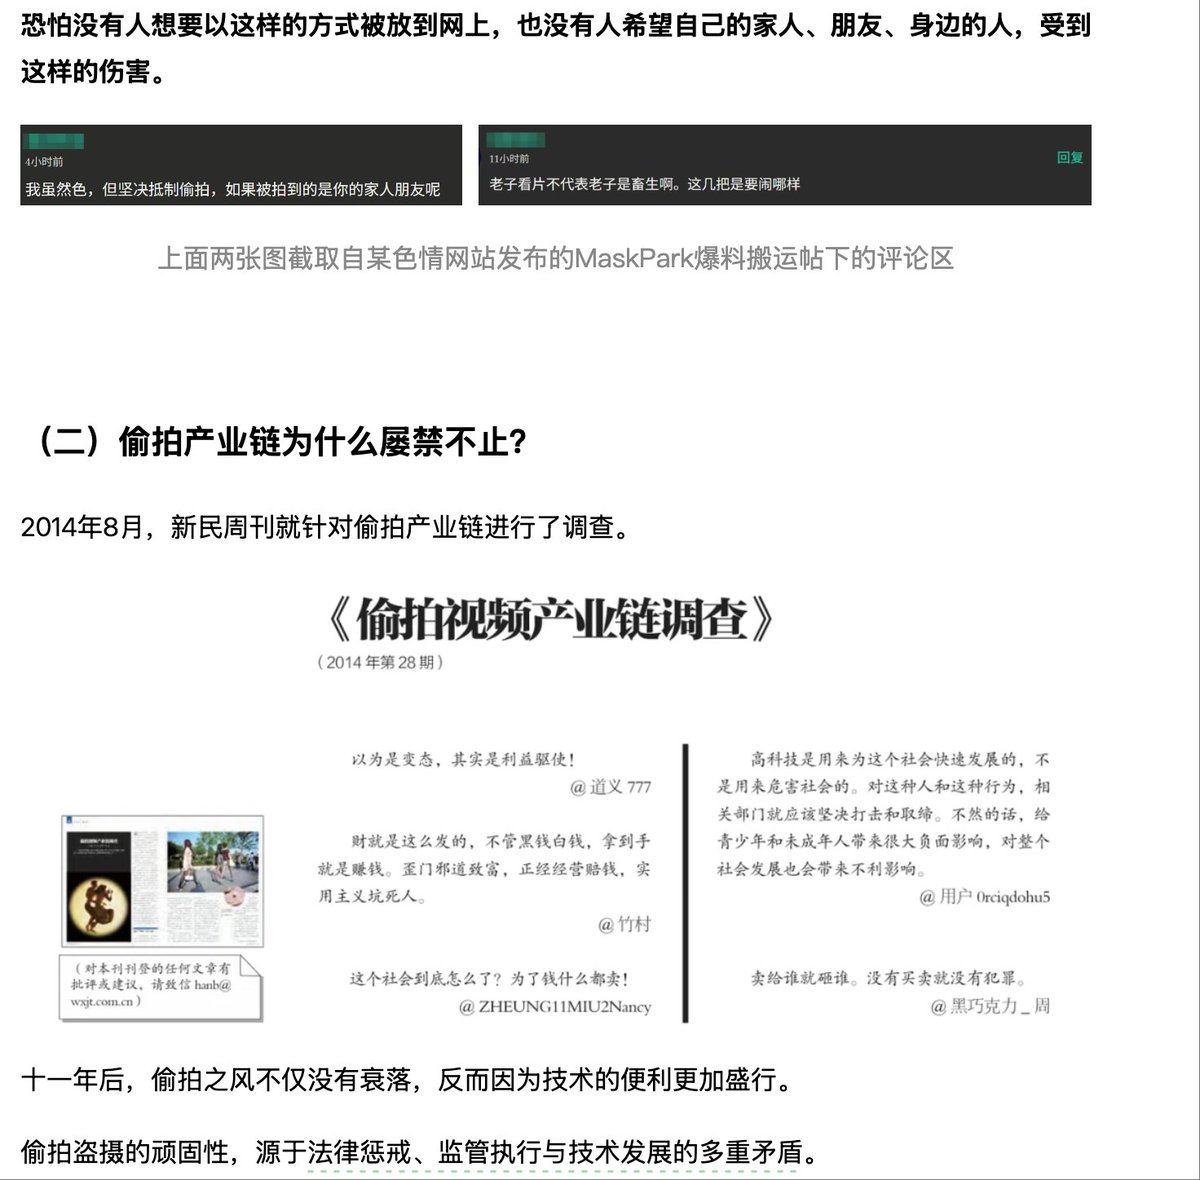 恐怕没有人想要以这样的方式被放到网上，也没有人希望自己的家人、朋友、身边的人，受到
这样的伤害。
4小时前
我虽然色，但坚决抵制偷拍，如果被拍到的是你的家人朋友呢
11小时前
回复
老子看片不代表老子是畜生啊。这几把是要闹哪样
上面两张图截取自某色情网站发布的MaskPark爆料搬运帖下的评论区
（二）偷拍产业链为什么屡禁不止？
2014年8月，新民周刊就针对偷拍产业链进行了调查。
《偷拍视频产业链调查》
（2014 年第 28 期）
以为是变态，其实是利益驱使！
@ 道义 777
财就是这么发的，不管黑钱白钱，拿到手
就是赚钱。歪门邪道致富，正经经营赔钱，实
用主义坑死人。
@ 竹村
这个社会到底怎么了？为了钱什么都卖！
@ ZHEUNG11MIU2Nancy
高科技是用来为这个社会快速发展的，不
是用来危害社会的。对这种人和这种行为，相
关部门就应该坚决打击和取缔。不然的话，给
青少年和未成年人带来很大负面影响，对整个
社会发展也会带来不利影响。
@ 用户 0rciqdohu5
卖给谁就砸谁。没有买卖就没有犯罪。
@ 黑巧克力 _ 周
（对本刊刊登的任何文章有
批评或建议，请致信 hanb@
wxjt.com.cn）
十一年后，偷拍之风不仅没有衰落，反而因为技术的便利更加盛行。
偷拍盗摄的顽固性，源于法律惩戒、监管执行与技术发展的多重矛盾。